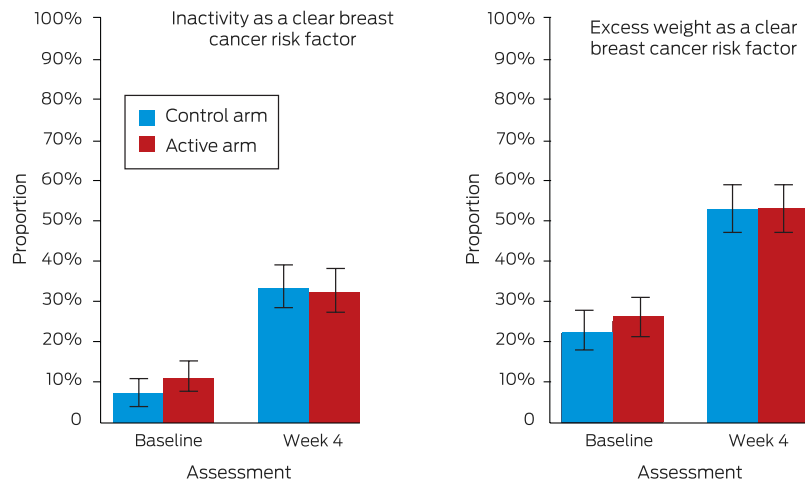 Inactivity as a clear breast
cancer risk factor
100%
90%
80%
70%
60%
50%
40%
30%
20%
10%
0
Proportion
Control arm
Active arm
Baseline
Week 4
Assessment
Excess weight as a clear
breast cancer risk factor
100%
90%
80%
70%
60%
50%
40%
30%
20%
10%
0
Proportion
Baseline
Week 4
Assessment